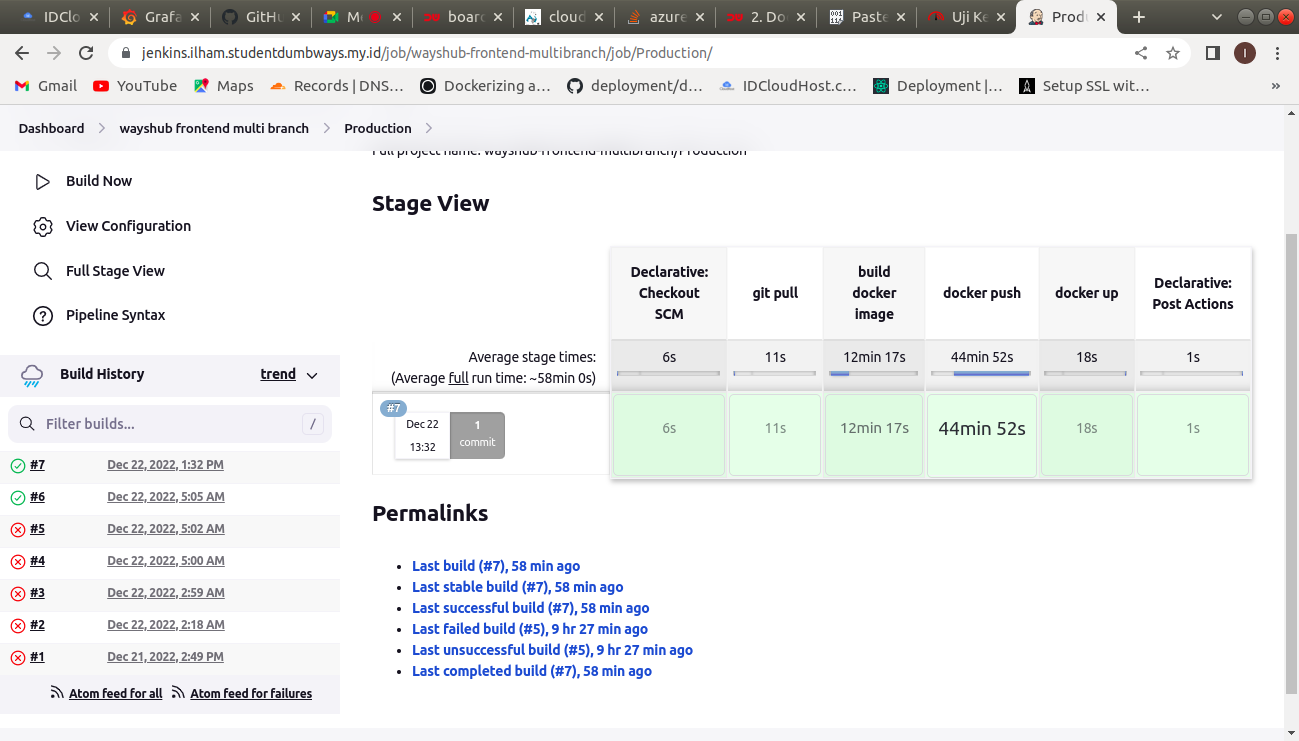 IDClo
Grafa
GitHu
M
boar
cloud
azure
2. Do
Paste
Uji Ke
Produ
jenkins.ilham.studentdumbways.my.id/job/wayshub-frontend-multibranch/job/Production/
I
Gmail
YouTube
Maps
Records | DNS...
Dockerizing a...
deployment/d...
IDCloudHost.c...
Deployment |...
Setup SSL wit...
»
Dashboard
wayshub frontend multi branch
Production
Full project name: wayshub-frontend-multibranch/Production
Build Now
View Configuration
Full Stage View
Pipeline Syntax
Build History
trend
Filter builds...
/
#7 Dec 22, 2022, 1:32 PM
#6 Dec 22, 2022, 5:05 AM
#5 Dec 22, 2022, 5:02 AM
#4 Dec 22, 2022, 5:00 AM
#3 Dec 22, 2022, 2:59 AM
#2 Dec 22, 2022, 2:18 AM
#1 Dec 21, 2022, 2:49 PM
Atom feed for all
Atom feed for failures
Stage View
Declarative:
Checkout
SCM
git pull
build
docker
image
docker push
docker up
Declarative:
Post Actions
Average stage times:
(Average full run time: ~58min 0s)
6s
11s
12min 17s
44min 52s
18s
1s
#7
Dec 22
13:32
1
commit
6s
11s
12min 17s
44min 52s
18s
1s
Permalinks
• Last build (#7), 58 min ago
• Last stable build (#7), 58 min ago
• Last successful build (#7), 58 min ago
• Last failed build (#5), 9 hr 27 min ago
• Last unsuccessful build (#5), 9 hr 27 min ago
• Last completed build (#7), 58 min ago